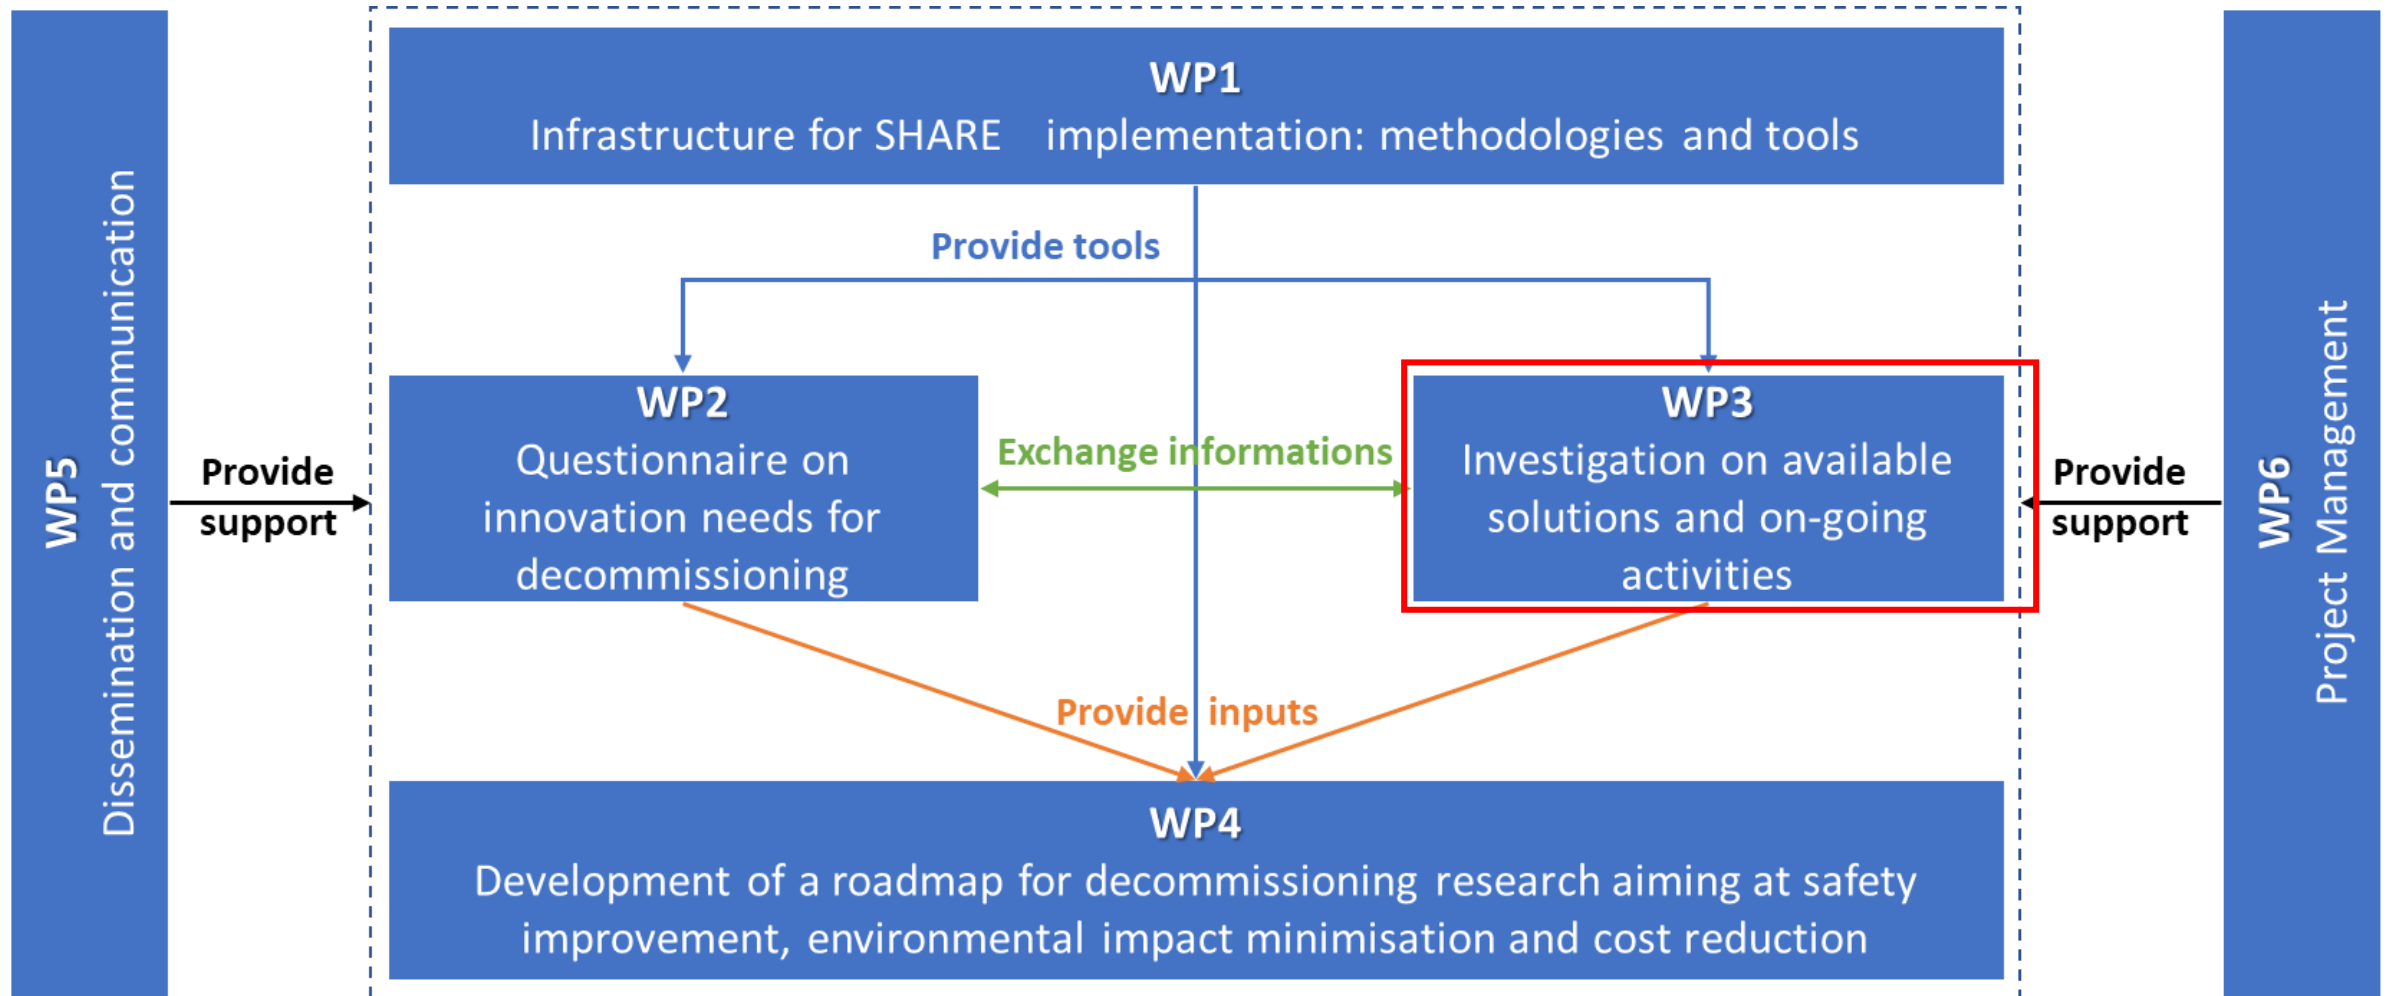 WP1
Infrastructure for SHARE implementation: methodologies and tools
Provide tools
WP2
Questionnaire on
innovation needs for
decommissioning
Exchange informations
WP3
Investigation on available
solutions and on-going
activities
Provide inputs
WP4
Development of a roadmap for decommissioning research aiming at safety
improvement, environmental impact minimisation and cost reduction
WP5
Dissemination and communication
Provide
support
Provide
support
WP6
Project Management